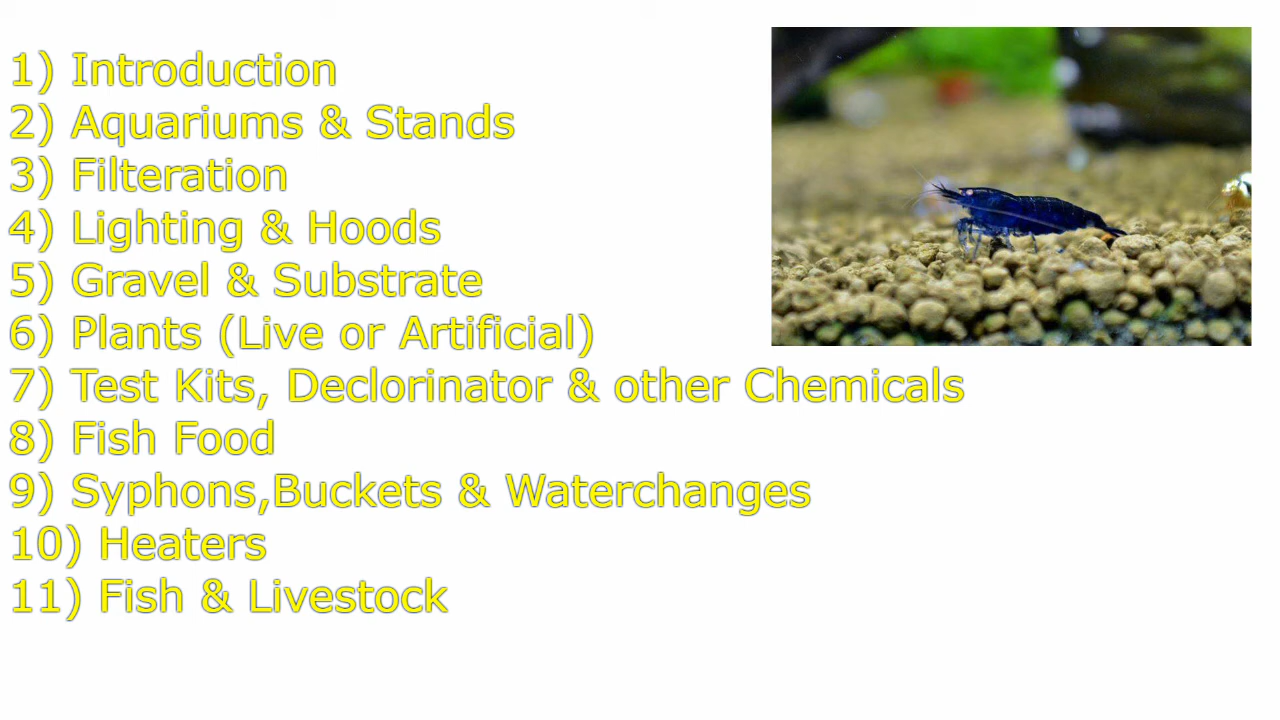 1) Introduction
2) Aquariums & Stands
3) Filteration
4) Lighting & Hoods
5) Gravel & Substrate
6) Plants (Live or Artificial)
7) Test Kits, Declorinator & other Chemicals
8) Fish Food
9) Syphons,Buckets & Waterchanges
10) Heaters
11) Fish & Livestock